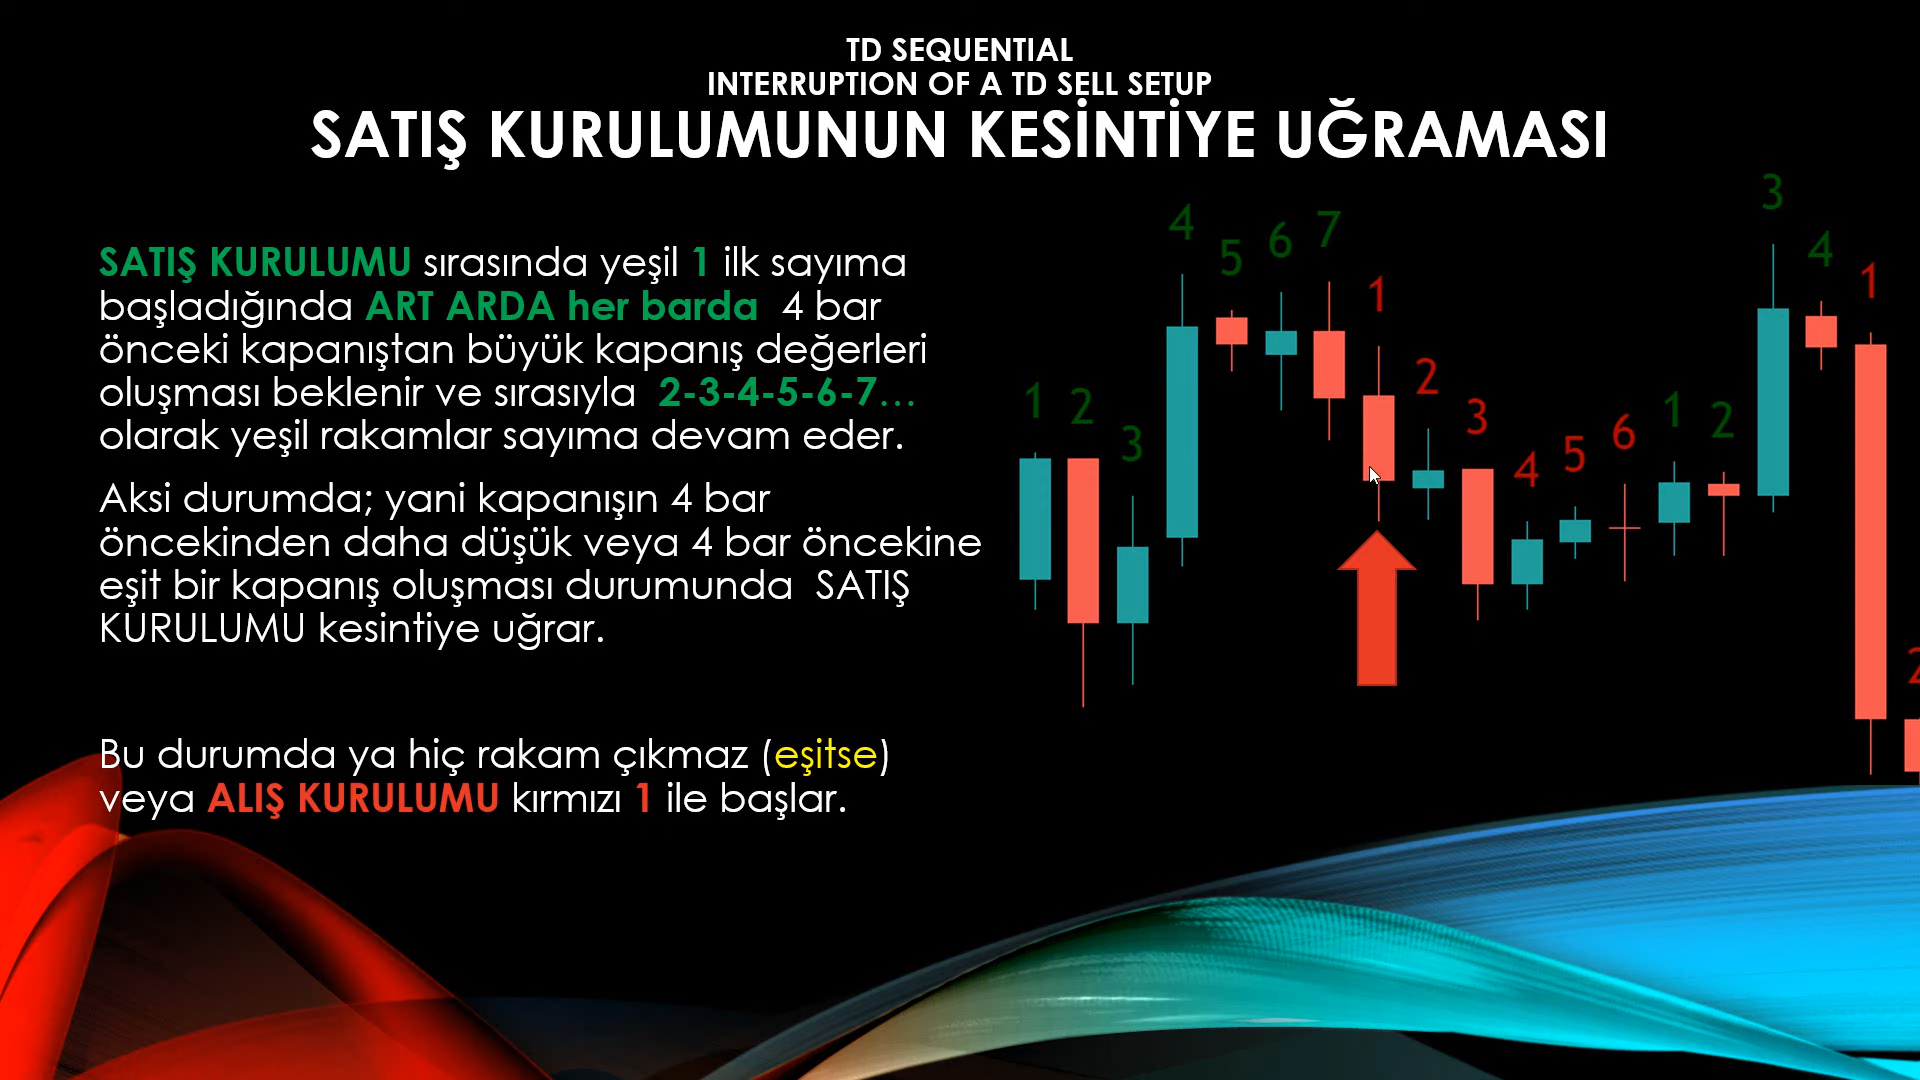 TD SEQUENTIAL
INTERRUPTION OF A TD SELL SETUP
SATIŞ KURULUMUNUN KESİNTİYE UĞRAMASI
SATIŞ KURULUMU sırasında yeşil 1 ilk sayıma
başladığında ART ARDA her barda 4 bar
önceki kapanıştan büyük kapanış değerleri
oluşması beklenir ve sırasıyla 2-3-4-5-6-7...
olarak yeşil rakamlar sayıma devam eder.
Aksi durumda; yani kapanışın 4 bar
öncekinden daha düşük veya 4 bar öncekine
eşit bir kapanış oluşması durumunda SATIŞ
KURULUMU kesintiye uğrar.
Bu durumda ya hiç rakam çıkmaz (eşitse)
veya ALIŞ KURULUMU kırmızı 1 ile başlar.
1 2 3 4 5 6 7 1 2 3 4 5 6 1 2 3 4 1 2